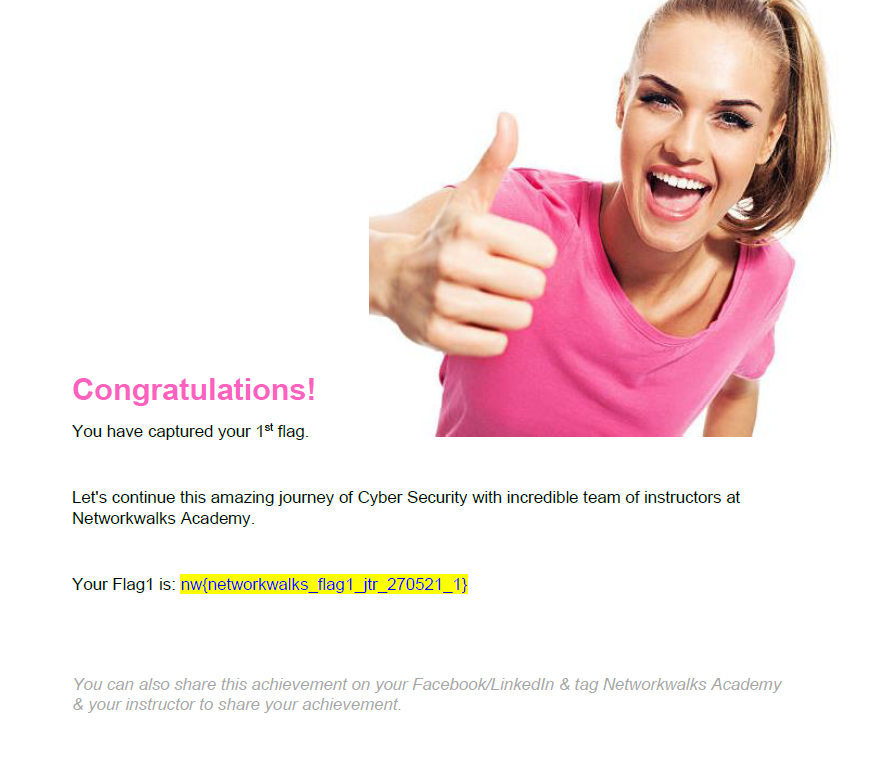 Congratulations!
You have captured your 1st flag.
Let's continue this amazing journey of Cyber Security with incredible team of instructors at
Networkwalks Academy.
Your Flag1 is: nw{networkwalks_flag1_jtr_270521_1}
You can also share this achievement on your Facebook/LinkedIn & tag Networkwalks Academy
& your instructor to share your achievement.